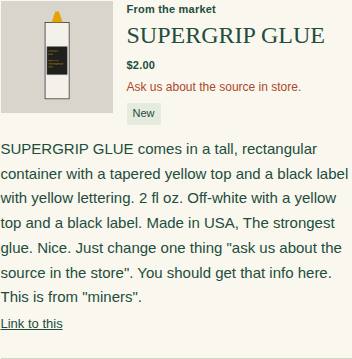 From the market
SUPERGRIP GLUE
$2.00
Ask us about the source in store.
New
SUPERGRIP GLUE comes in a tall, rectangular
container with a tapered yellow top and a black label
with yellow lettering. 2 fl oz. Off-white with a yellow
top and a black label. Made in USA, The strongest
glue. Nice. Just change one thing "ask us about the
source in the store". You should get that info here.
This is from "miners".
Link to this